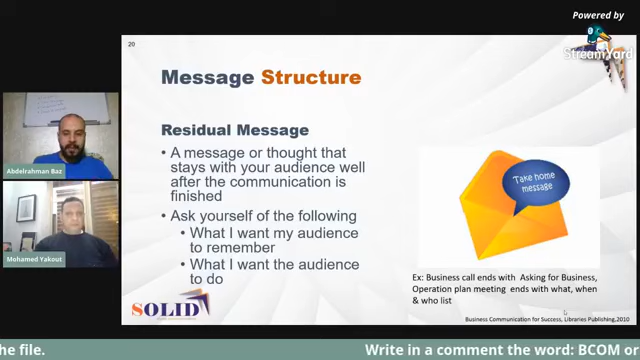 Powered by
StreamYard
20
Message Structure
Residual Message
• A message or thought that
stays with your audience well
after the communication is
finished
• Ask yourself of the following
• What I want my audience
to remember
• What I want the audience
to do
Take home
message
Ex: Business call ends with Asking for Business,
Operation plan meeting ends with what, when
& who list
SOLID
Business Communication for Success, Libraries Publishing,2010
Abdelrahman Baz
Mohamed Yakout
he file.
Write in a comment the word: BCOM or